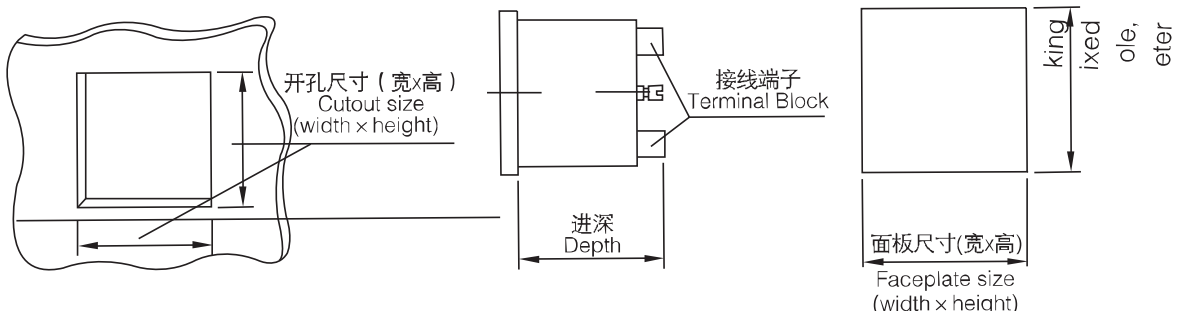 开孔尺寸（宽x高）
Cutout size
(width × height)
接线端子
Terminal Block
进深
Depth
面板尺寸(宽x高)
Faceplate size
(width × height)
king
ixed
ole,
eter